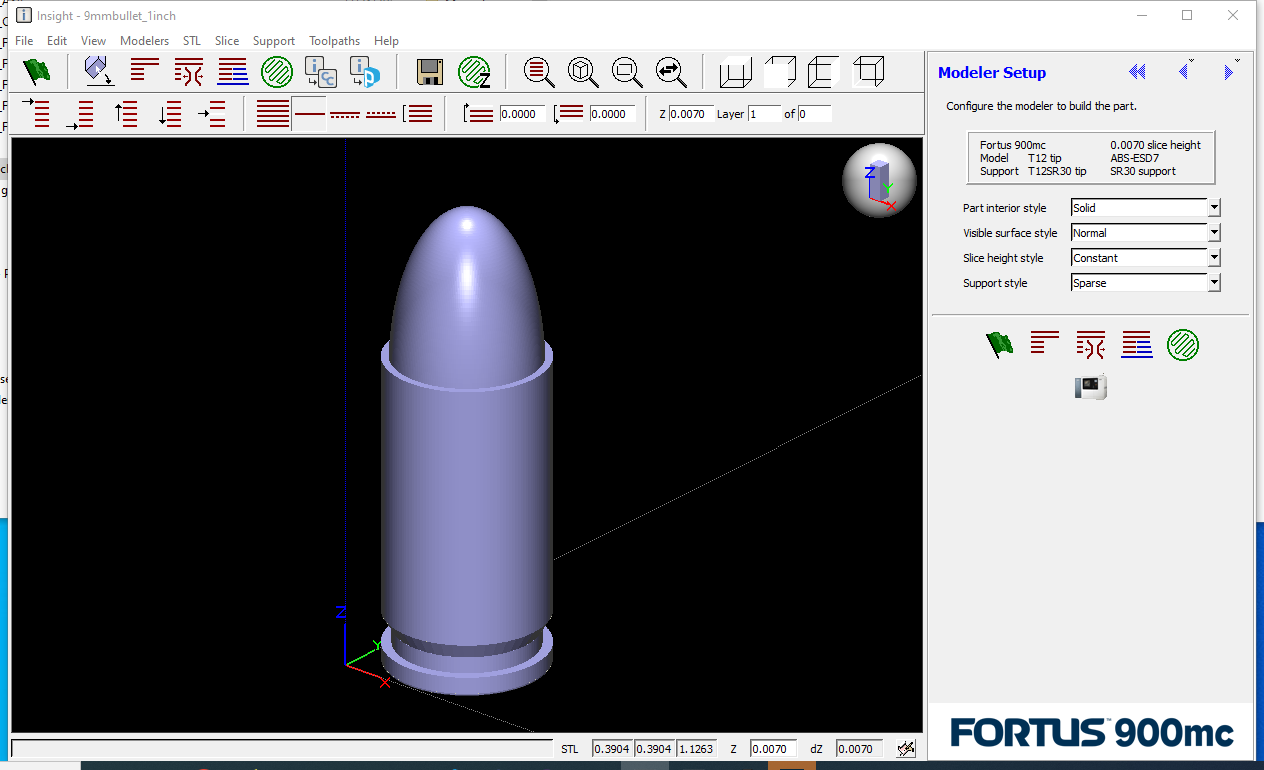 Insight - 9mmbullet_1inch
File Edit View Modelers STL Slice Support Toolpaths Help
0.0000 0.0000 Z 0.0070 Layer 1 of 0
Modeler Setup
Configure the modeler to build the part.
Fortus 900mc 0.0070 slice height
Model T12 tip ABS-ESD7
Support T12SR30 tip SR30 support
Part interior style Solid
Visible surface style Normal
Slice height style Constant
Support style Sparse
Z
Y
X
Z
Y
X
FORTUS™ 900mc
STL 0.3904 0.3904 1.1263 Z 0.0070 dZ 0.0070